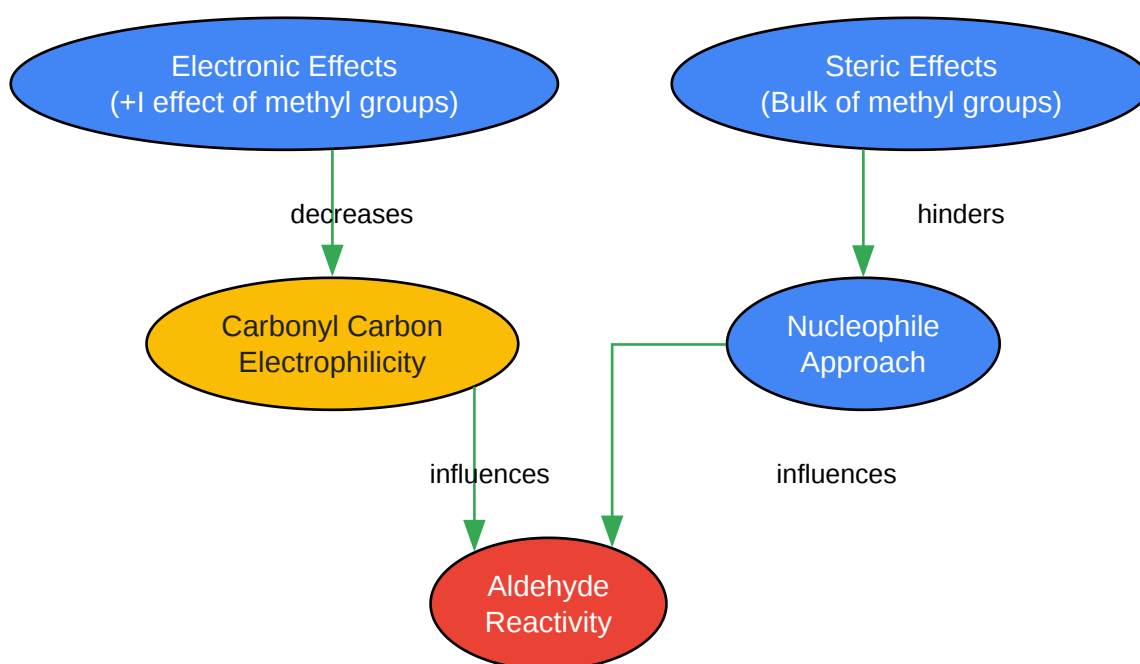 Electronic Effects
(+I effect of methyl groups)
Steric Effects
(Bulk of methyl groups)
decreases
hinders
Carbonyl Carbon
Electrophilicity
Nucleophile
Approach
influences
influences
Aldehyde
Reactivity